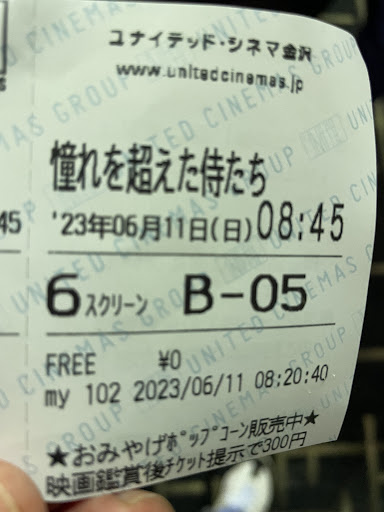 ユナイテッド・シネマ金沢
www.unitedcinemas.jp
憧れを超えた侍たち
45 '23年06月11日(日) 08:45
6 スクリーン B-05
FREE ¥0
my 102 2023/06/11 08:20:40
★おみやげポップコーン販売中★
映画鑑賞後チケット提示で300円
UNITED CINEMAS GROUP